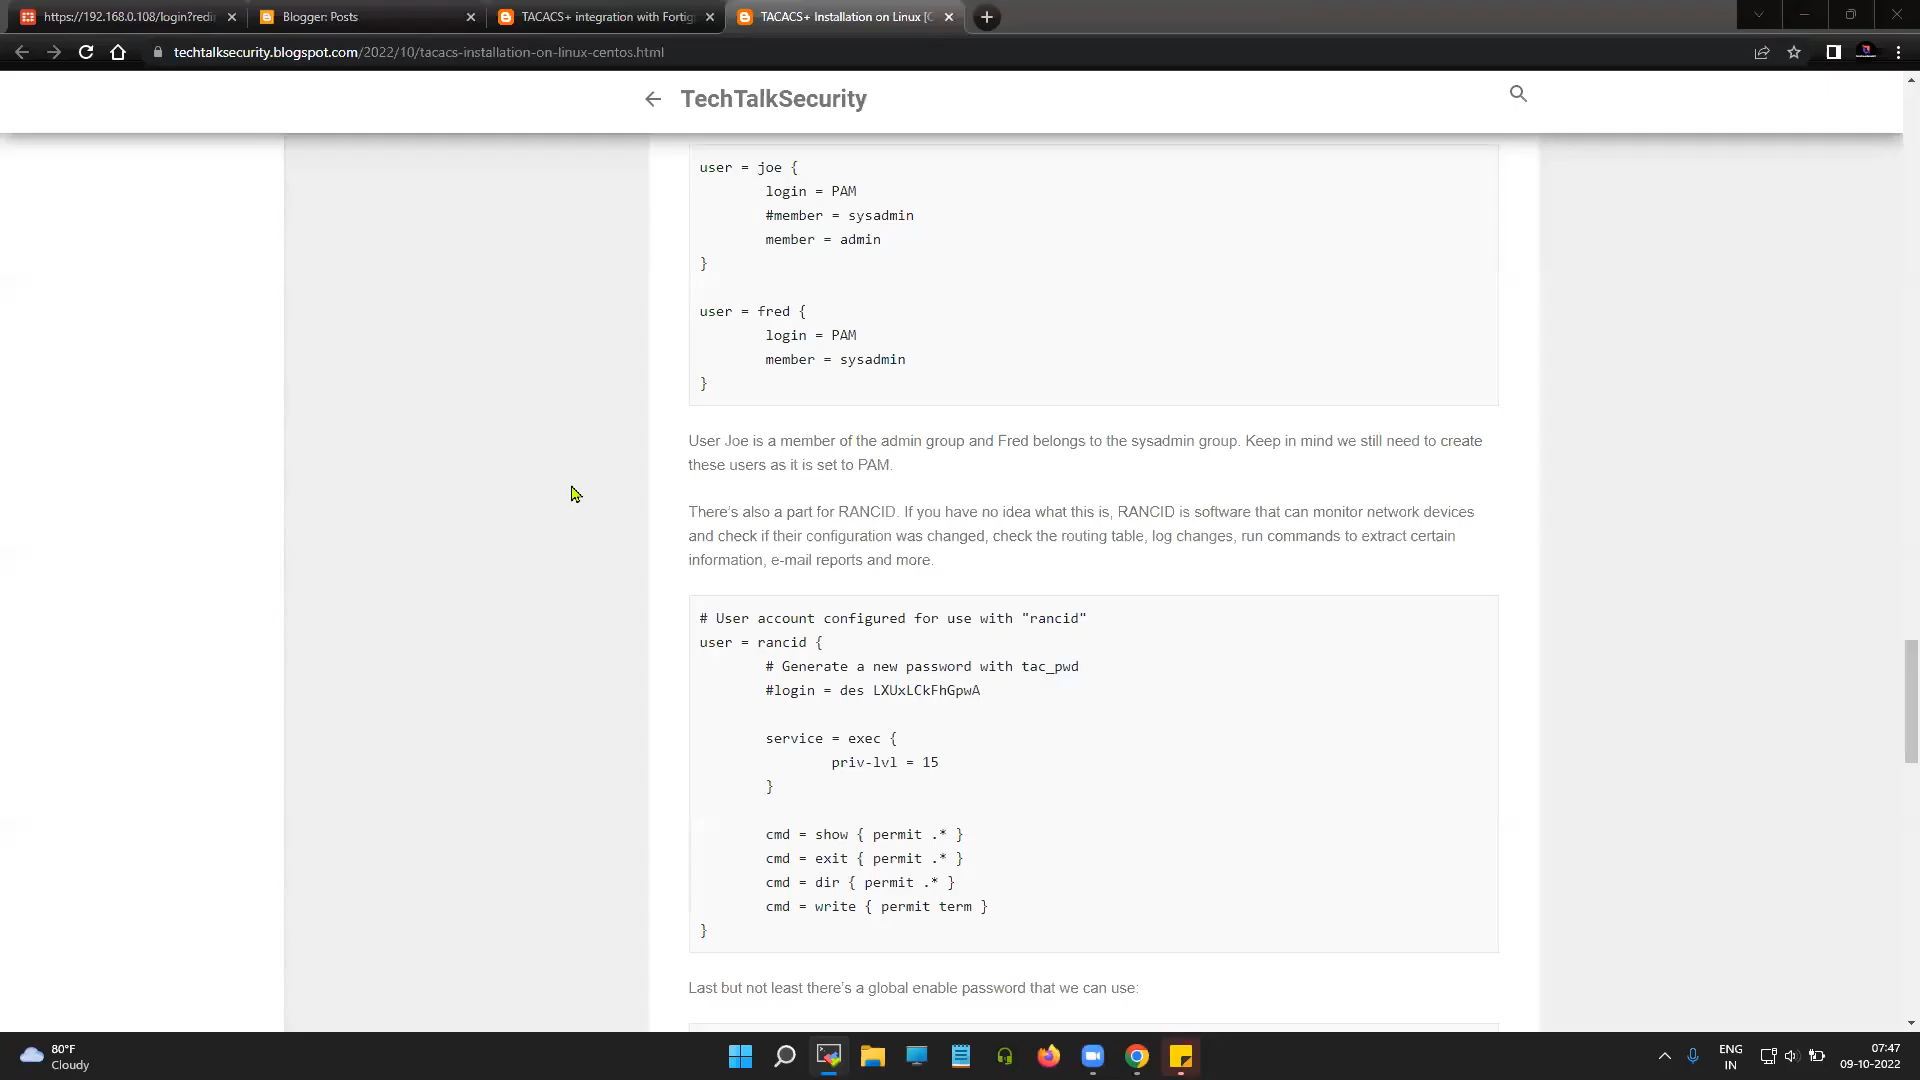 https://192.168.0.108/login?redi
Blogger: Posts
TACACS+ integration with Fortig
TACACS+ Installation on Linux [C
techtalksecurity.blogspot.com/2022/10/tacacs-installation-on-linux-centos.html
TechTalkSecurity
user = joe {
login = PAM
#member = sysadmin
member = admin
}
user = fred {
login = PAM
member = sysadmin
}
User Joe is a member of the admin group and Fred belongs to the sysadmin group. Keep in mind we still need to create
these users as it is set to PAM.
There's also a part for RANCID. If you have no idea what this is, RANCID is software that can monitor network devices
and check if their configuration was changed, check the routing table, log changes, run commands to extract certain
information, e-mail reports and more.
# User account configured for use with "rancid"
user = rancid {
# Generate a new password with tac_pwd
#login = des LXUxLCkFhGpwA
service = exec {
priv-lvl = 15
}
cmd = show { permit .* }
cmd = exit { permit .* }
cmd = dir { permit .* }
cmd = write { permit term }
}
Last but not least there's a global enable password that we can use:
80°F
Cloudy
ENG
IN
07:47
09-10-2022